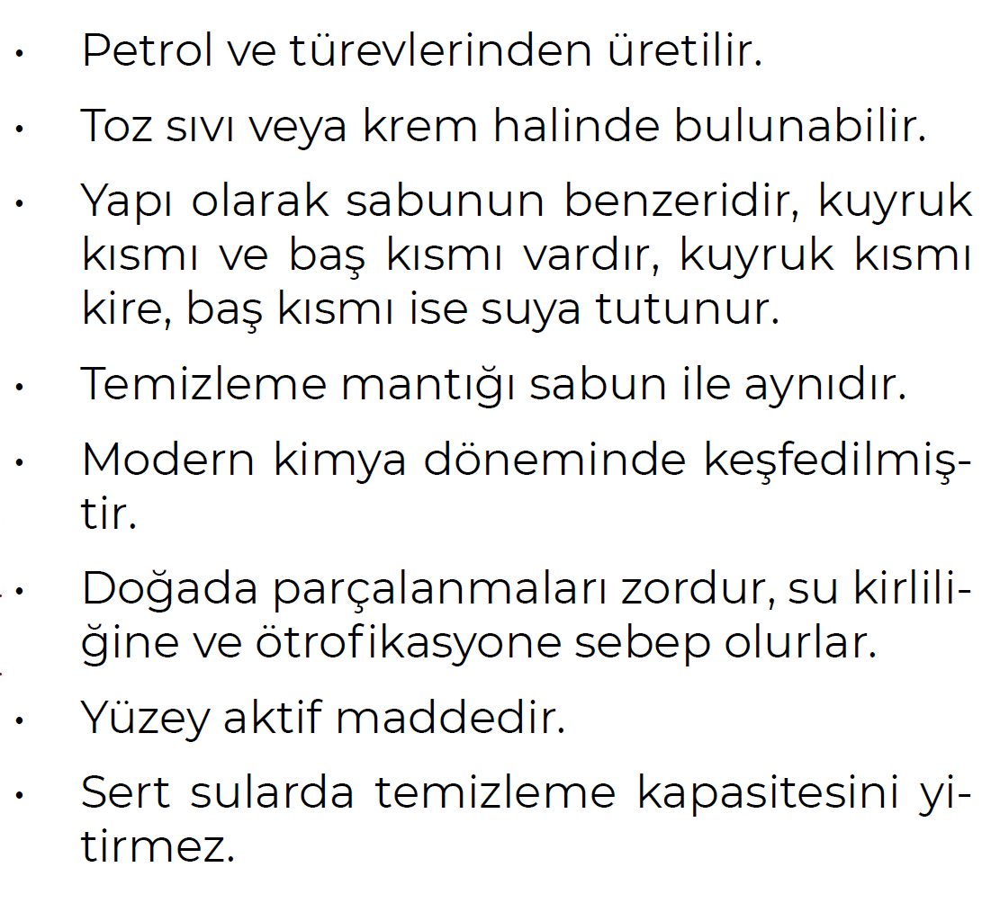 • Petrol ve türevlerinden üretilir.
• Toz sıvı veya krem halinde bulunabilir.
• Yapı olarak sabunun benzeridir, kuyruk
kısmı ve baş kısmı vardır, kuyruk kısmı
kire, baş kısmı ise suya tutunur.
• Temizleme mantığı sabun ile aynıdır.
• Modern kimya döneminde keşfedilmiş-
tir.
• Doğada parçalanmaları zordur, su kirlili-
ğine ve ötrofikasyone sebep olurlar.
• Yüzey aktif maddedir.
• Sert sularda temizleme kapasitesini yi-
tirmez.